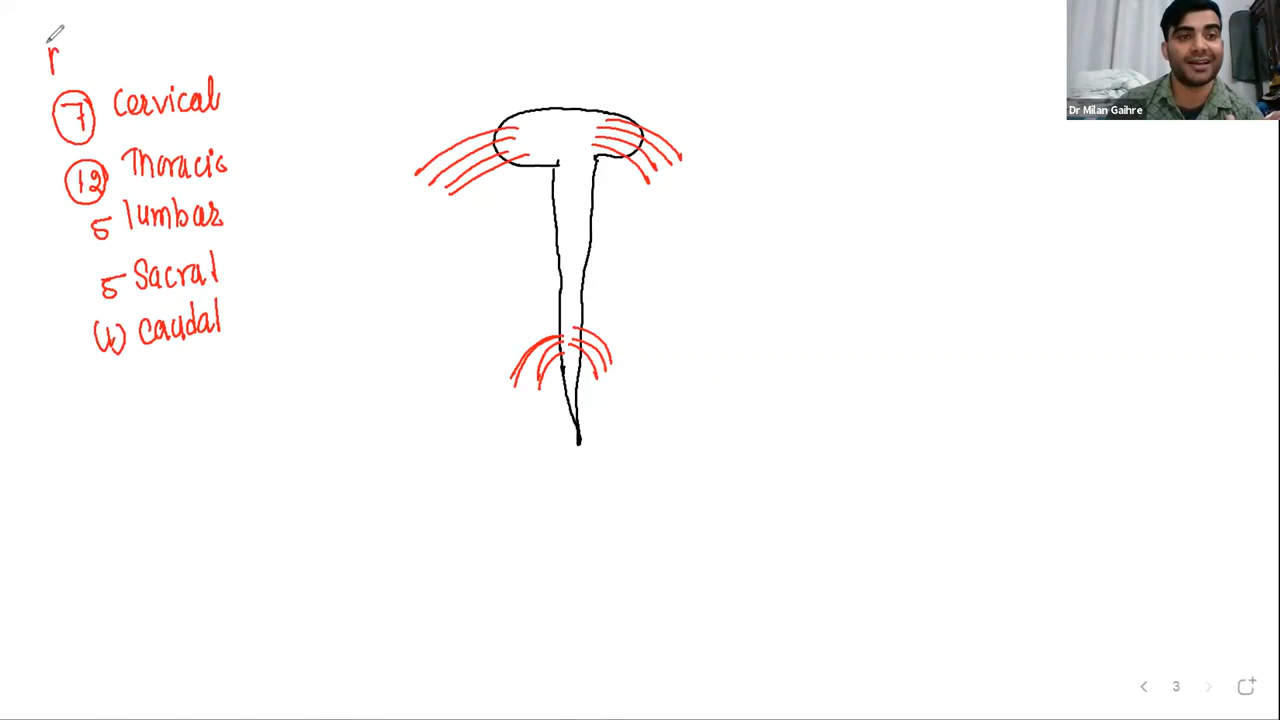 r
7 Cervical
12 Thoracic
5 lumbar
5 Sacral
(4) Caudal
Dr Milan Gaihre
3